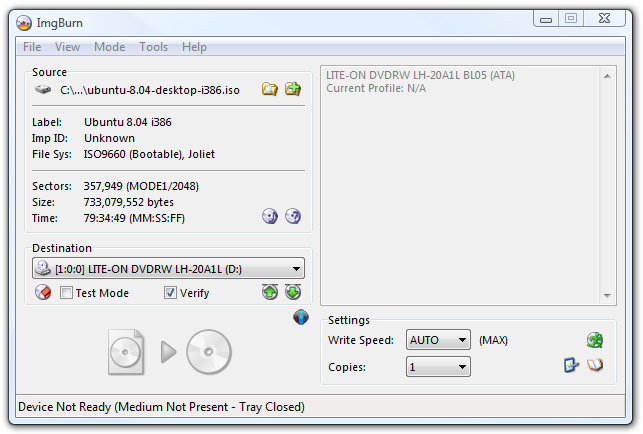 ImgBurn
File View Mode Tools Help
Source
C:\...\ubuntu-8.04-desktop-i386.iso
Label: Ubuntu 8.04 i386
Imp ID: Unknown
File Sys: ISO9660 (Bootable), Joliet
Sectors: 357,949 (MODE1/2048)
Size: 733,079,552 bytes
Time: 79:34:49 (MM:SS:FF)
Destination
[1:0:0] LITE-ON DVDRW LH-20A1L (D:)
Test Mode Verify
LITE-ON DVDRW LH-20A1L BL05 (ATA)
Current Profile: N/A
Settings
Write Speed: AUTO (MAX)
Copies: 1
Device Not Ready (Medium Not Present - Tray Closed)